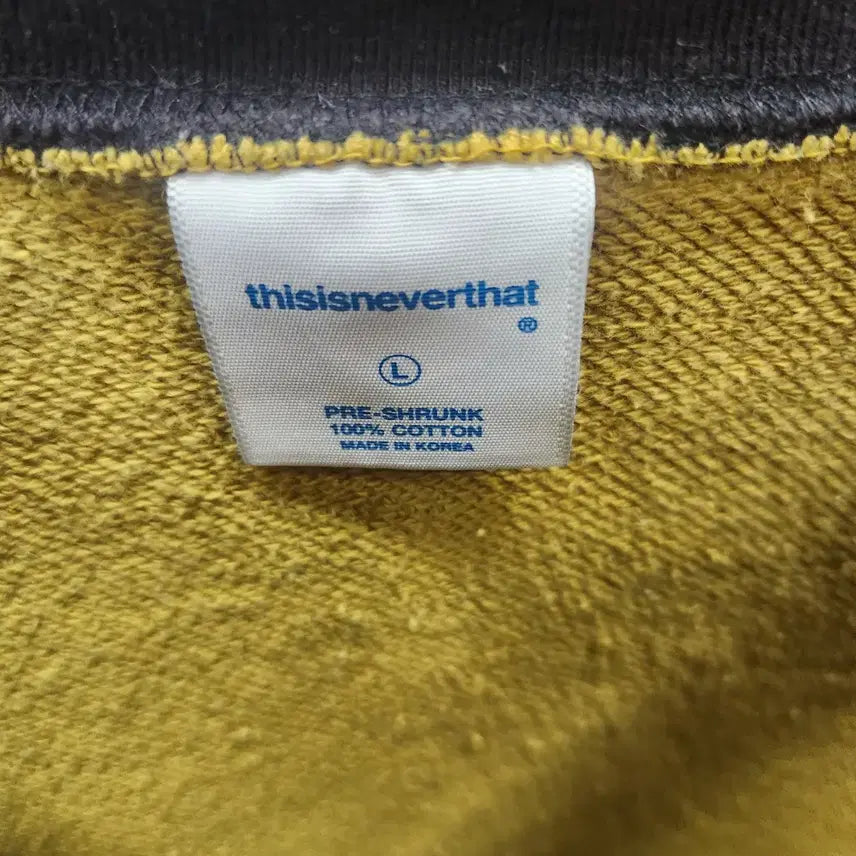 thisisneverthat
®
L
PRE-SHRUNK
100% COTTON
MADE IN KOREA